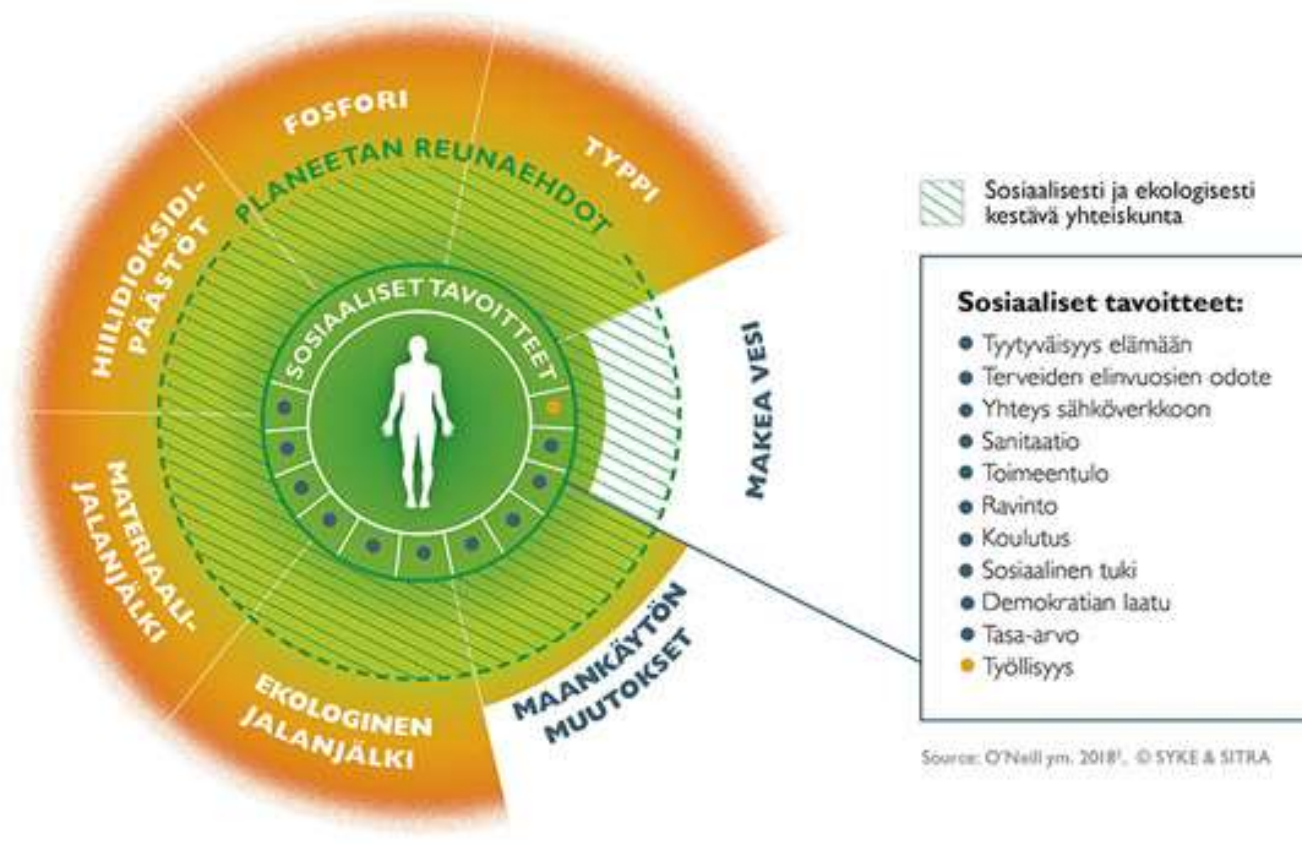 FOSFORI
TYPPI
PLANEETAN REUNAEHDOT
HIILIDIOKSIDI-
PÄÄSTÖT
SOSIAALISET TAVOITTEET
MAKEA VESI
MATERIAALI-
JALANJÄLKI
EKOLOGINEN
JALANJÄLKI
MAANKÄYTÖN
MUUTOKSET
Sosiaalisesti ja ekologisesti
kestävä yhteiskunta
Sosiaaliset tavoitteet:
Tyytyväisyys elämään
Terveiden elinvuosien odote
Yhteys sähköverkkoon
Sanitaatio
Toimeentulo
Ravinto
Koulutus
Sosiaalinen tuki
Demokratian laatu
Tasa-arvo
Työllisyys
Source: O'Neill ym. 2018¹, © SYKE & SITRA